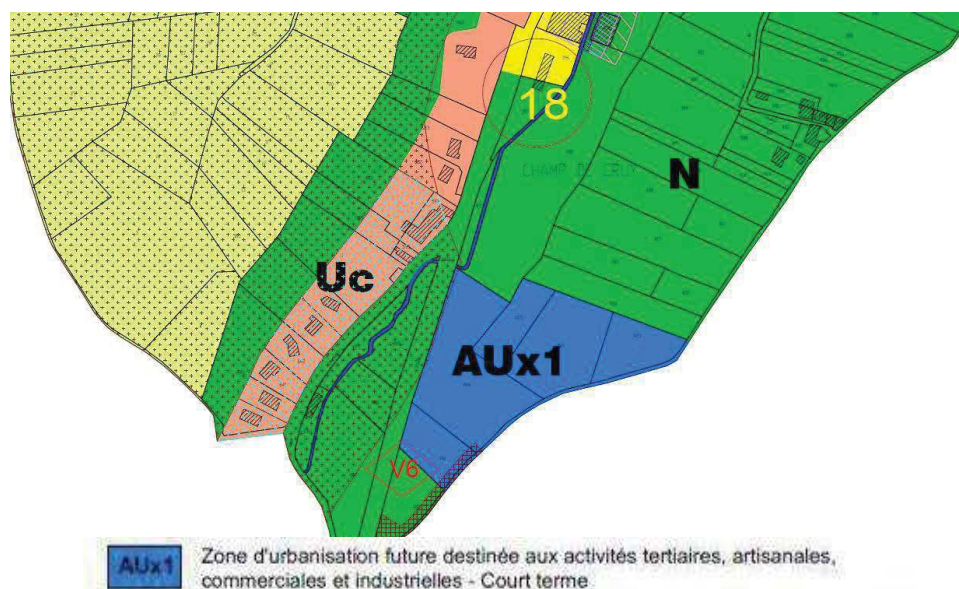 18
CHAMP DE CRUY
N
Uc
AUx1
V6
AUx1 Zone d'urbanisation future destinée aux activités tertiaires, artisanales,
commerciales et industrielles - Court terme